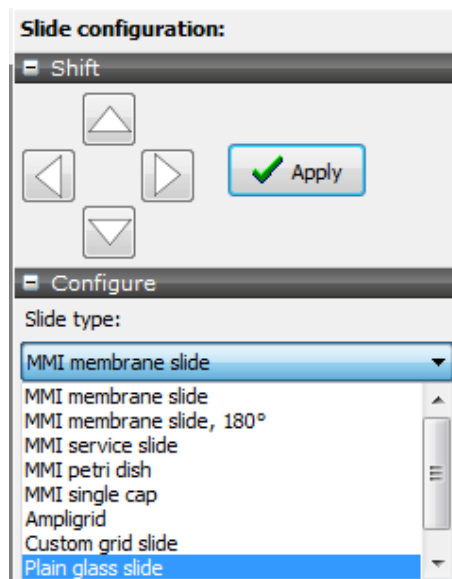 Slide configuration:
Shift
Apply
Configure
Slide type:
MMI membrane slide
MMI membrane slide
MMI membrane slide, 180°
MMI service slide
MMI petri dish
MMI single cap
Ampligrid
Custom grid slide
Plain glass slide